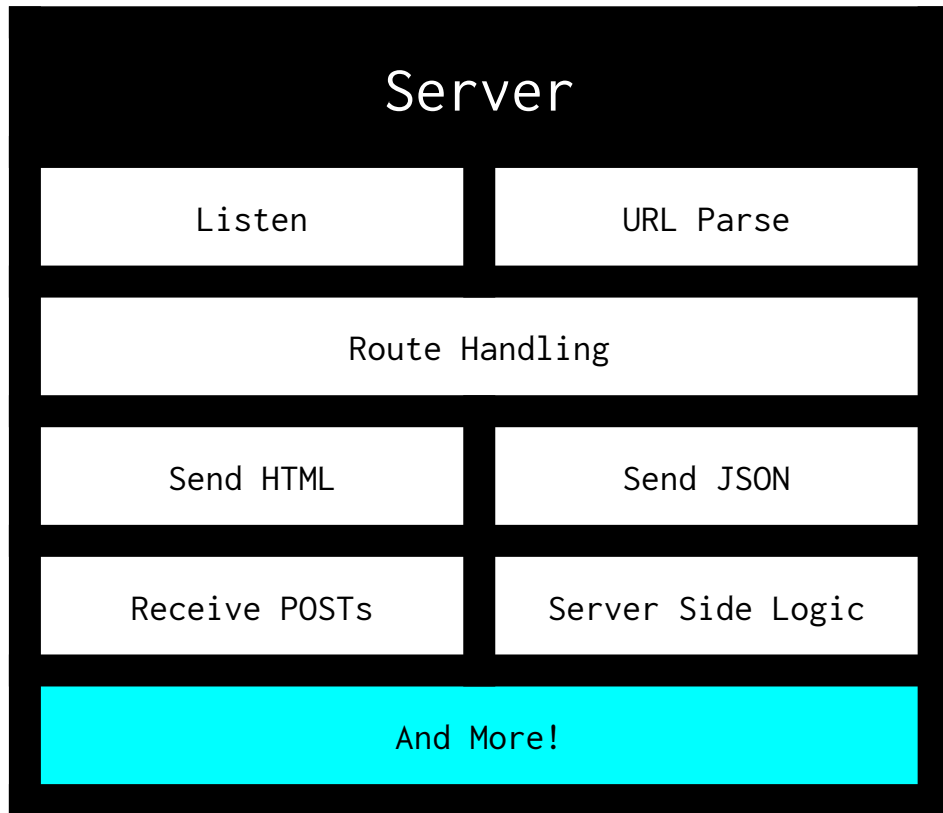 Server
Listen
URL Parse
Route Handling
Send HTML
Send JSON
Receive POSTs
Server Side Logic
And More!